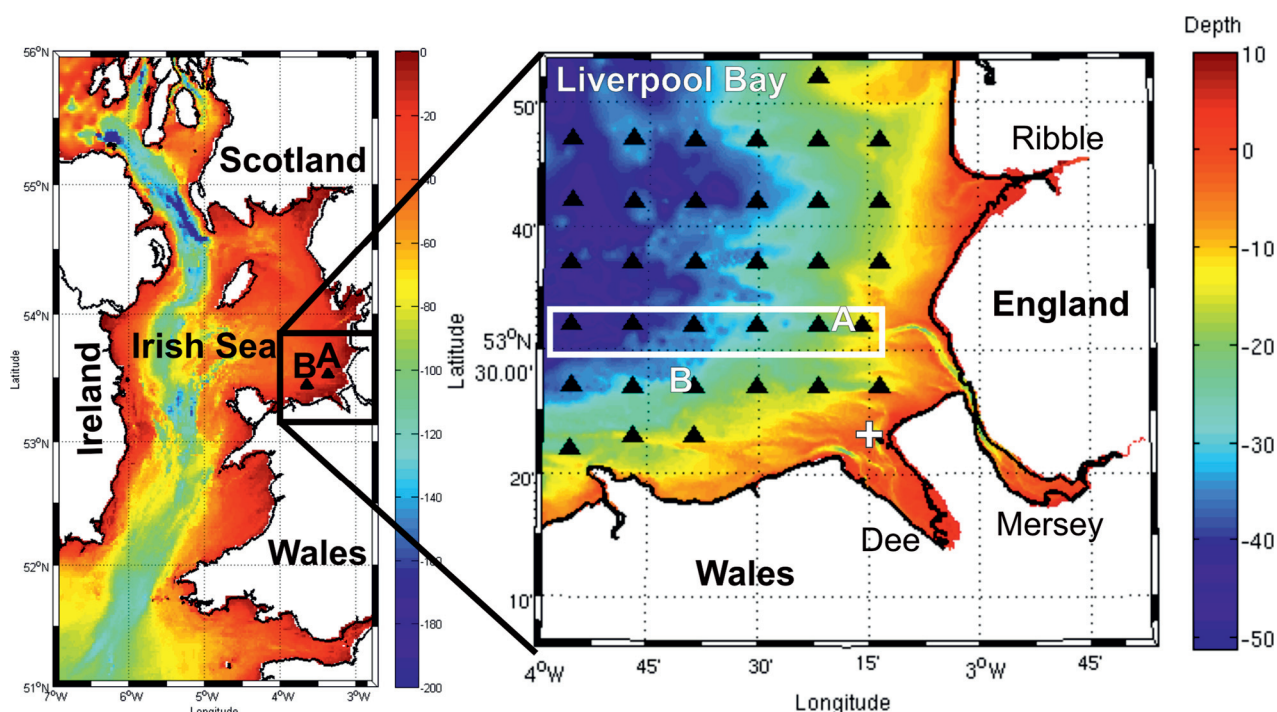 56°N
55°N
54°N
53°N
52°N
51°N
Latitude
7°W
6°W
5°W
4°W
3°W
Longitude
Scotland
Irish Sea
Ireland
B
A
Wales
0
-20
-40
-60
-80
-100
-120
-140
-160
-180
-200
Latitude
Liverpool Bay
50'
40'
53°N
30.00'
20'
10'
Ribble
England
A
B
Dee
Mersey
Wales
4°W
45'
30'
15'
3°W
45'
Longitude
Depth
10
0
-10
-20
-30
-40
-50